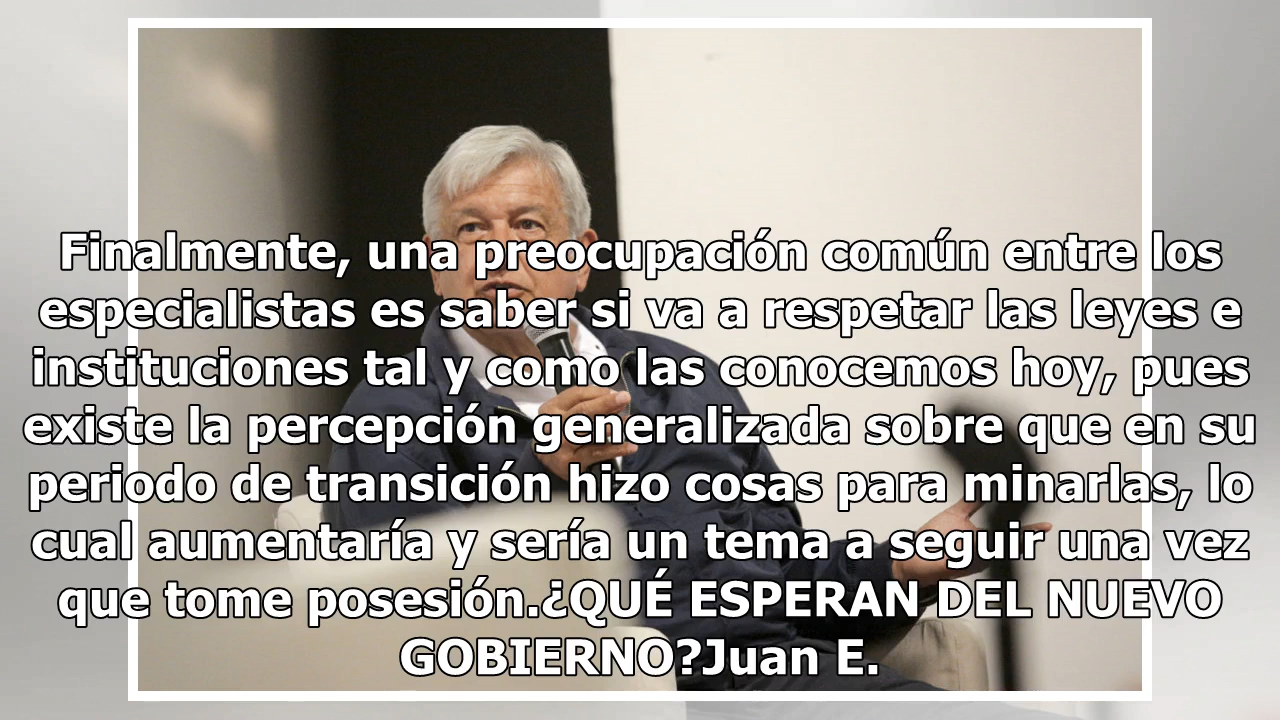 Finalmente, una preocupación común entre los
especialistas es saber si va a respetar las leyes e
instituciones tal y como las conocemos hoy, pues
existe la percepción generalizada sobre que en su
periodo de transición hizo cosas para minarlas, lo
cual aumentaría y sería un tema a seguir una vez
que tome posesión.¿QUÉ ESPERAN DEL NUEVO
GOBIERNO?Juan E.